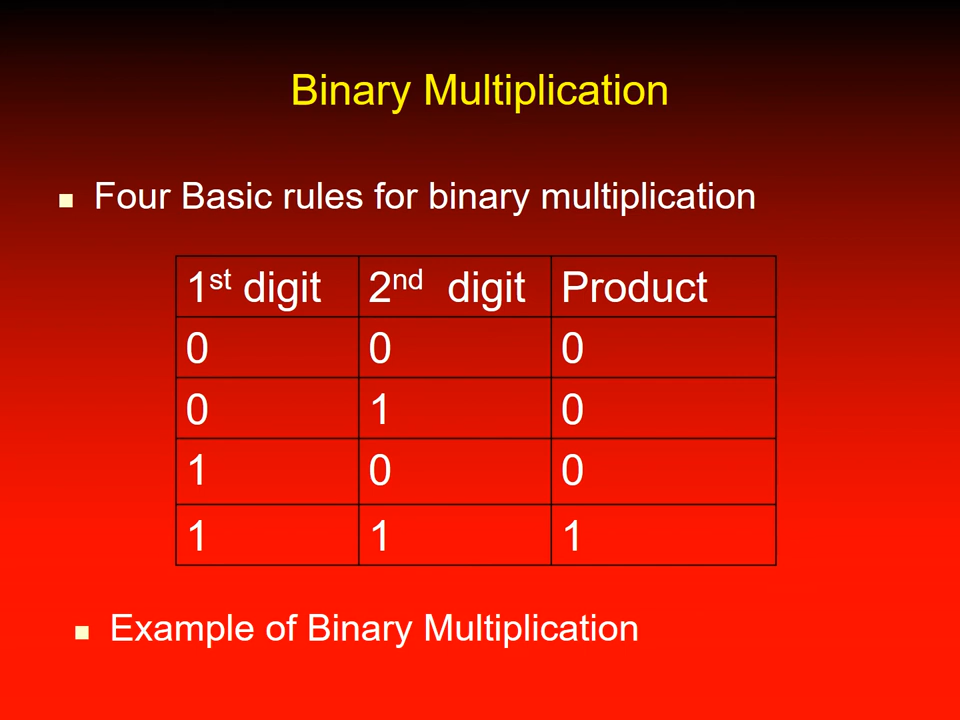 Binary Multiplication
Four Basic rules for binary multiplication
1st digit 2nd digit Product
0 0 0
0 1 0
1 0 0
1 1 1
Example of Binary Multiplication